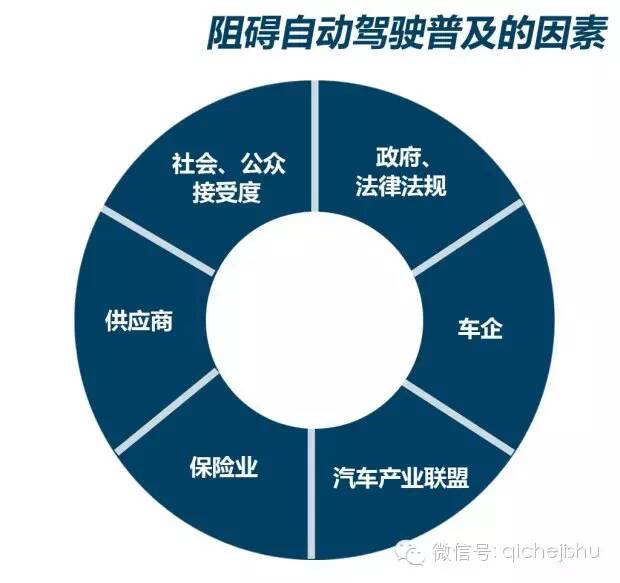 阻碍自动驾驶普及的因素
社会、公众
接受度
政府、
法律法规
供应商
车企
保险业
汽车产业联盟
微信号: qichejishu